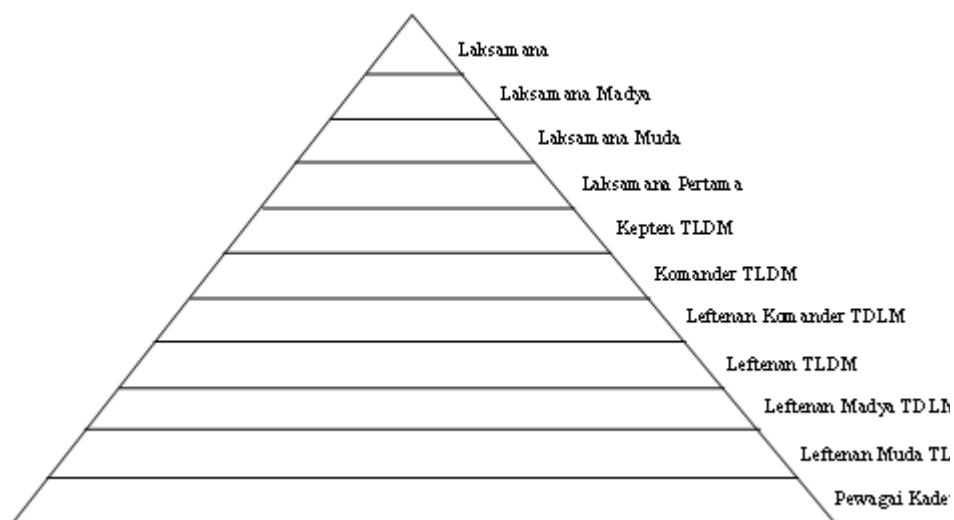 Laksamana
Laksamana Madya
Laksamana Muda
Laksamana Pertama
Kepten TLDM
Komander TLDM
Leftenan Komander TDLM
Leftenan TLDM
Leftenan Madya
Leftenan Muda
Pewagai